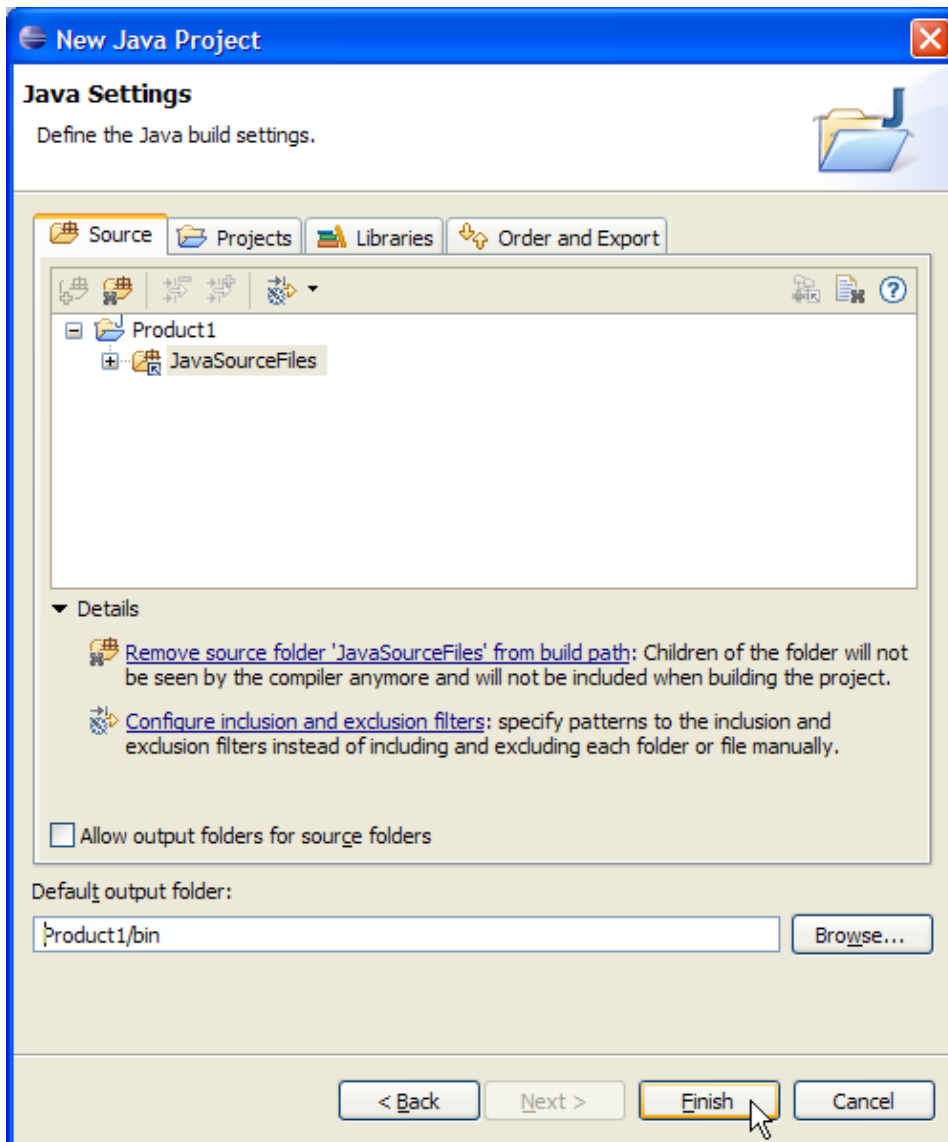 New Java Project
Java Settings
Define the Java build settings.
Source Projects Libraries Order and Export
Product1
JavaSourceFiles
Details
Remove source folder 'JavaSourceFiles' from build path: Children of the folder will not
be seen by the compiler anymore and will not be included when building the project.
Configure inclusion and exclusion filters: specify patterns to the inclusion and
exclusion filters instead of including and excluding each folder or file manually.
Allow output folders for source folders
Default output folder:
Product1/bin
Browse...
< Back Next > Finish Cancel